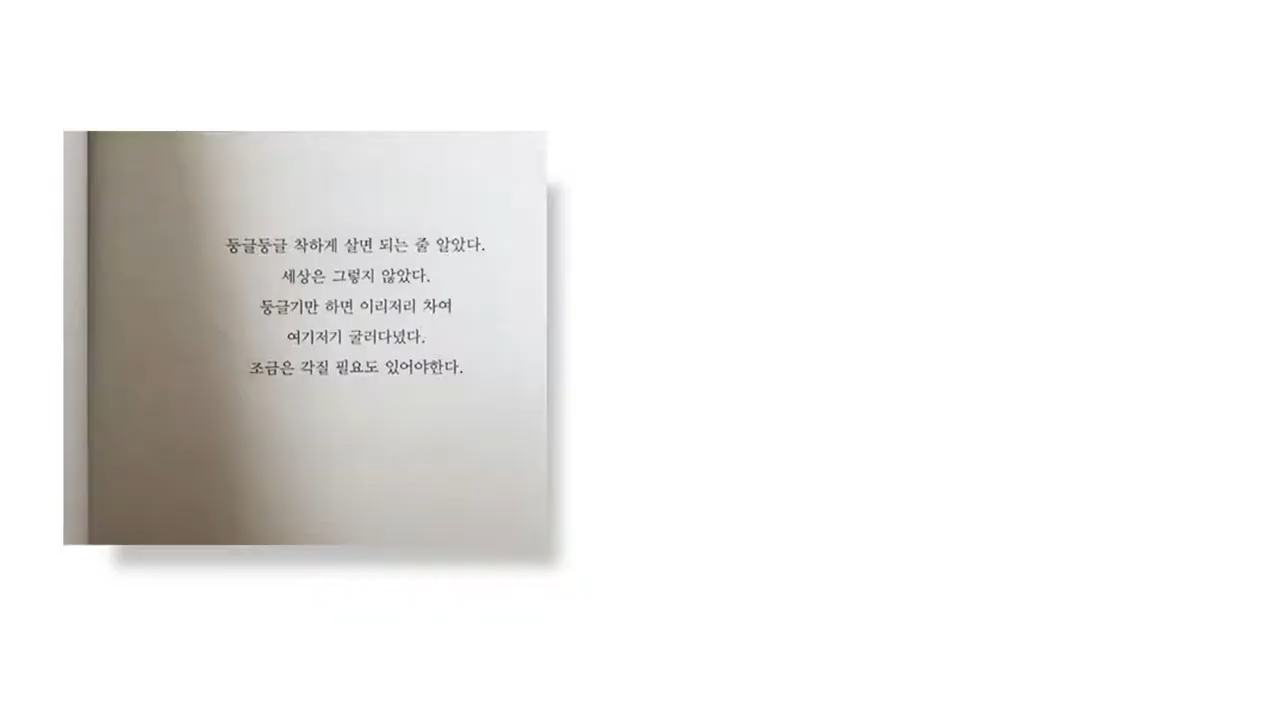 둥글둥글 착하게 살면 되는 줄 알았다.
세상은 그렇지 않았다.
둥글기만 하면 이리저리 차여
여기저기 굴러다녔다.
조금은 각질 필요도 있어야한다.